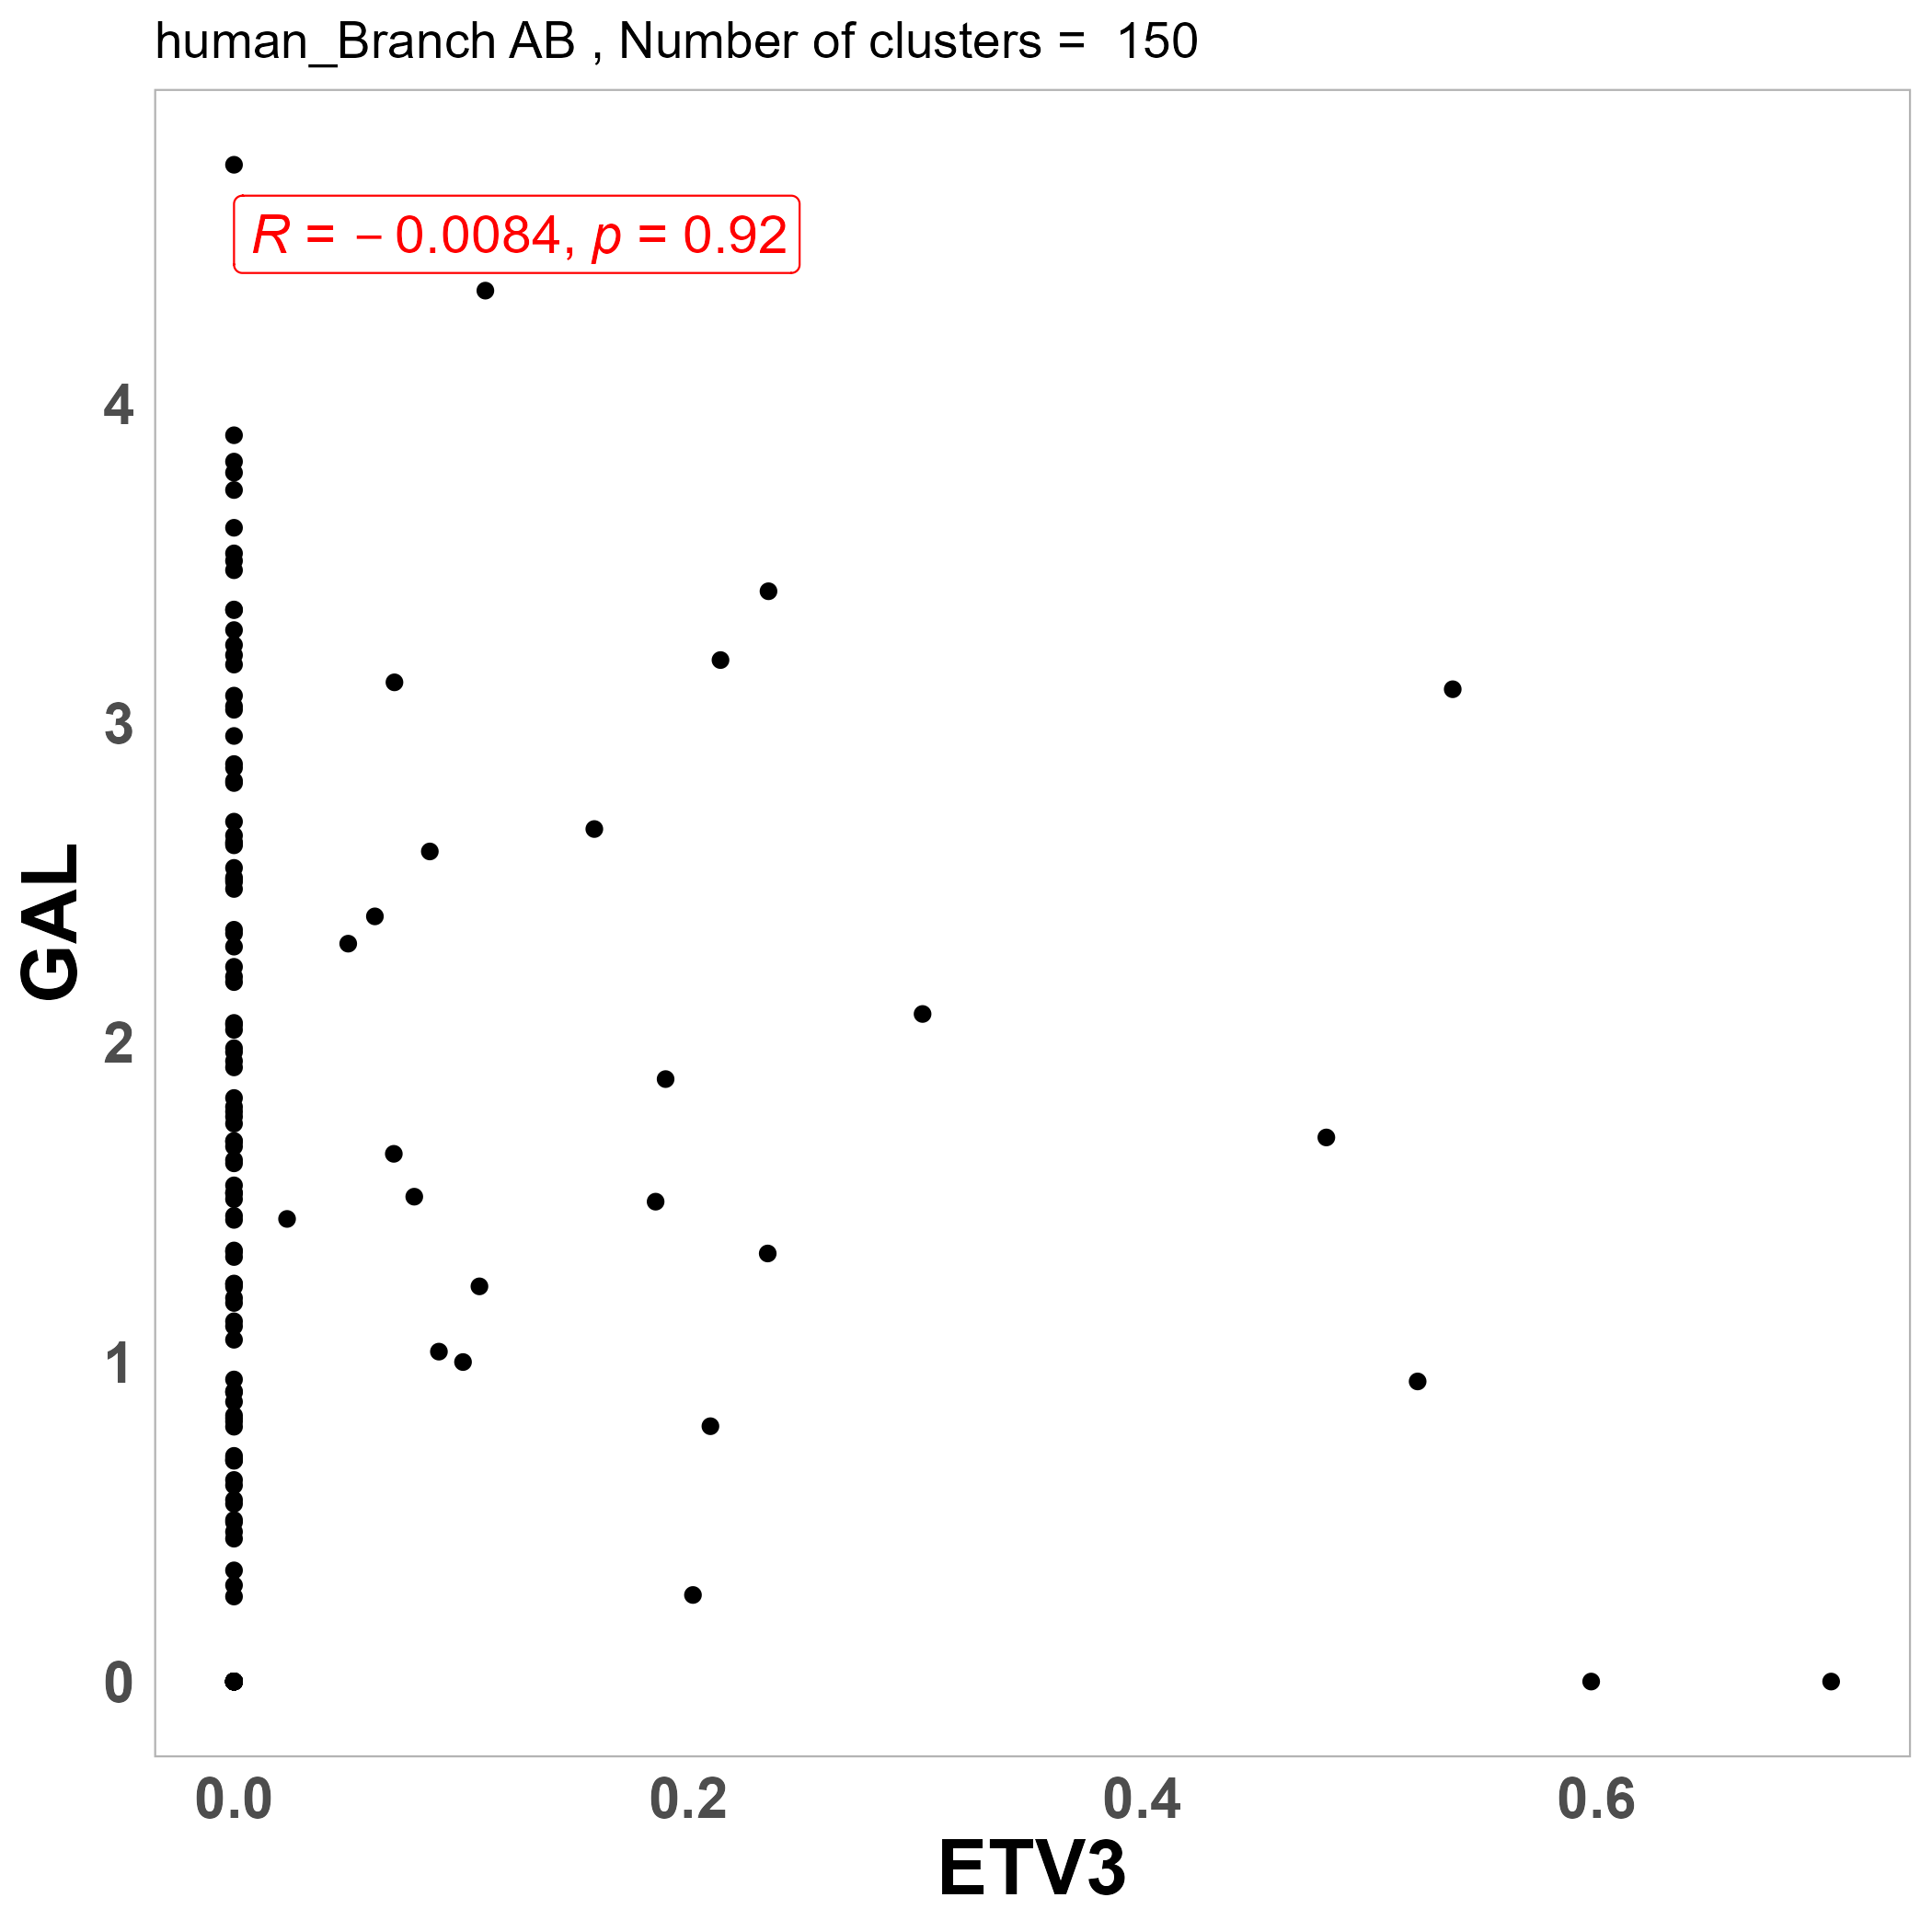 human_Branch AB , Number of clusters =  150
R = − 0.0084, p = 0.92
4
3
2
1
0
GAL
0.0 0.2 0.4 0.6
ETV3